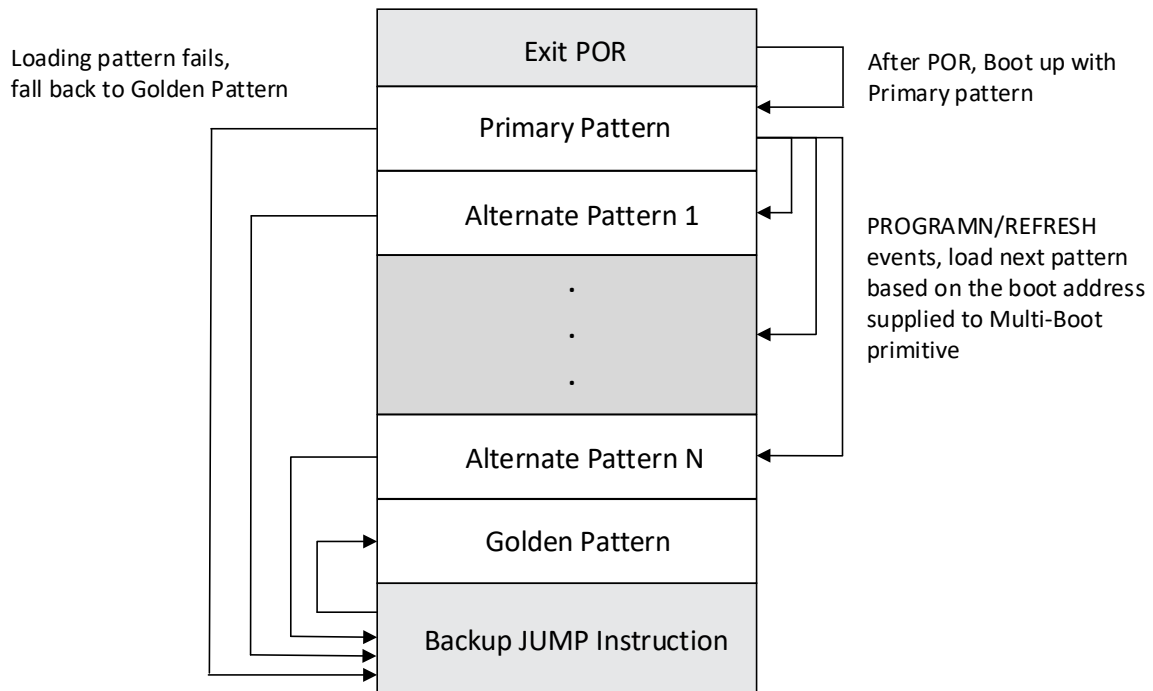 Loading pattern fails,
fall back to Golden Pattern
Exit POR
After POR, Boot up with
Primary pattern
Primary Pattern
Alternate Pattern 1
PROGRAMN/REFRESH
events, load next pattern
based on the boot address
supplied to Multi-Boot
primitive
.
.
.
Alternate Pattern N
Golden Pattern
Backup JUMP Instruction